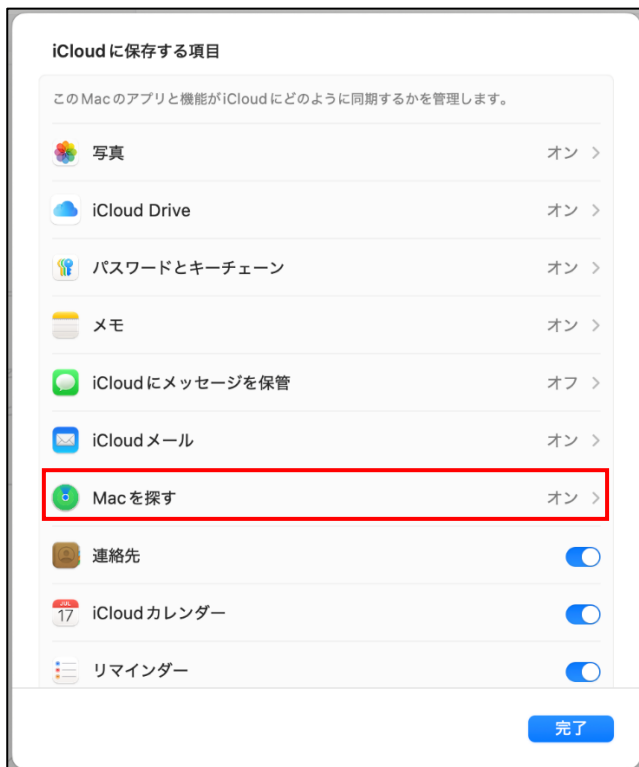 iCloudに保存する項目
このMacのアプリと機能がiCloudにどのように同期するかを管理します。
写真 オン
iCloud Drive オン
パスワードとキーチェーン オン
メモ オン
iCloudにメッセージを保管 オフ
iCloudメール オン
Macを探す オン
連絡先
JUL
17
iCloudカレンダー
リマインダー
完了